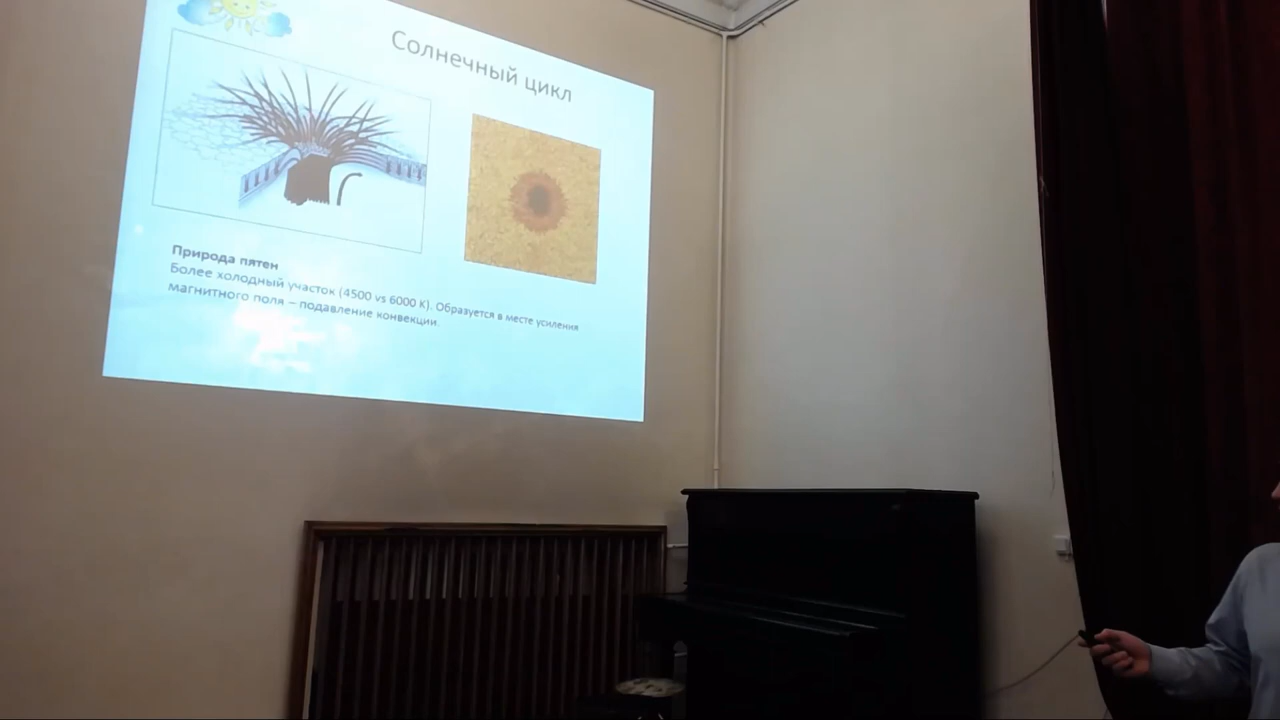 Солнечный цикл
Природа пятен
Более холодный участок (4500 vs 6000 К). Образуется в месте усиления
магнитного поля – подавление конвекции.